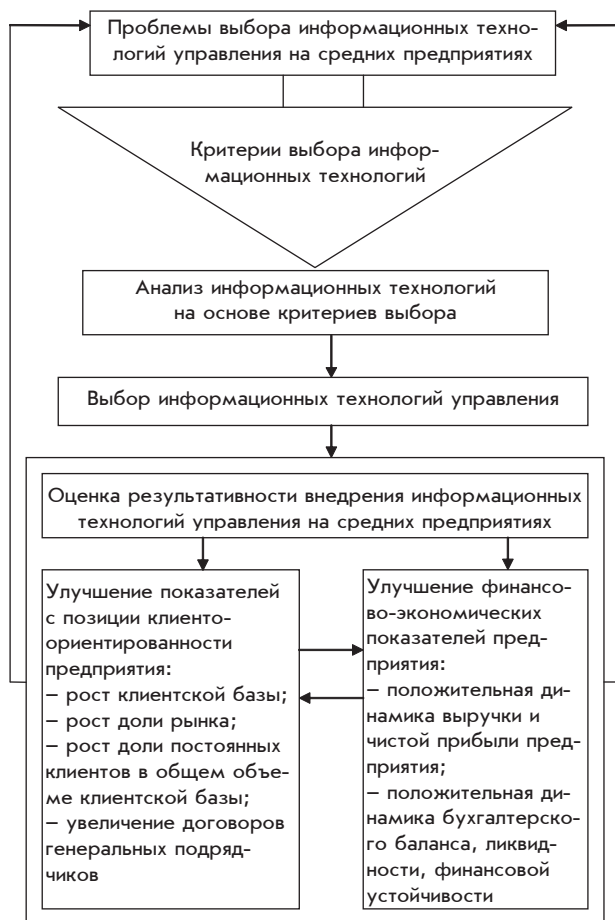 Проблемы выбора информационных техно-
логий управления на средних предприятиях
Критерии выбора инфор-
мационных технологий
Анализ информационных технологий
на основе критериев выбора
Выбор информационных технологий управления
Оценка результативности внедрения информационных
технологий управления на средних предприятиях
Улучшение показателей
с позиции клиенто-
ориентированности
предприятия:
– рост клиентской базы;
– рост доли рынка;
– рост доли постоянных
клиентов в общем объе-
ме клиентской базы;
– увеличение договоров
генеральных подряд-
чиков
Улучшение финансо-
во-экономических
показателей пред-
приятия:
– положительная ди-
намика выручки и
чистой прибыли пред-
приятия;
– положительная ди-
намика бухгалтерско-
го баланса, ликвид-
ности, финансовой
устойчивости